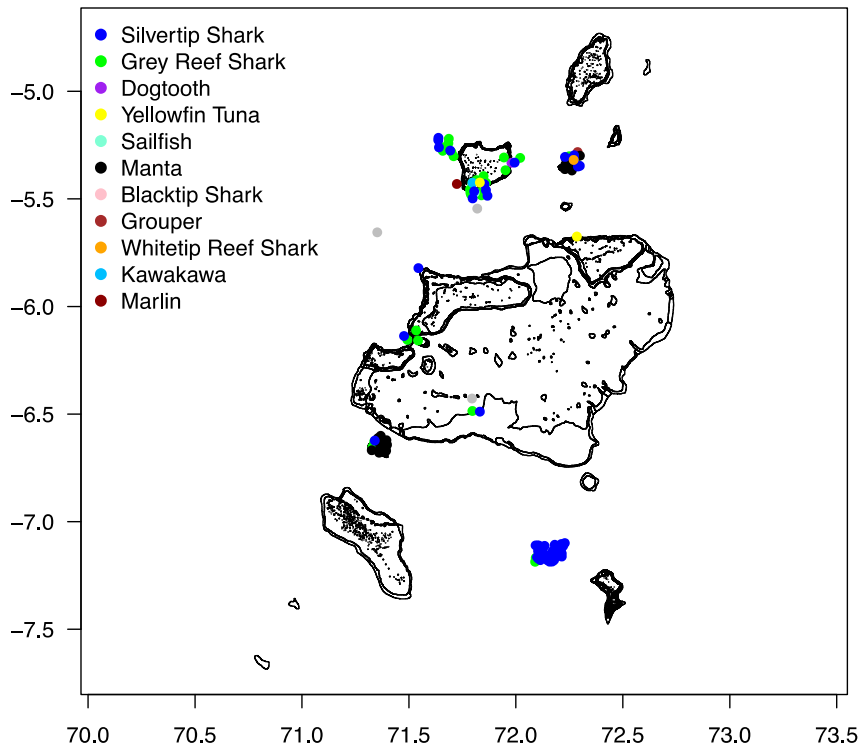 Silvertip Shark
Grey Reef Shark
Dogtooth
Yellowfin Tuna
Sailfish
Manta
Blacktip Shark
Grouper
Whitetip Reef Shark
Kawakawa
Marlin
−5.0
−5.5
−6.0
−6.5
−7.0
−7.5
70.0 70.5 71.0 71.5 72.0 72.5 73.0 73.5